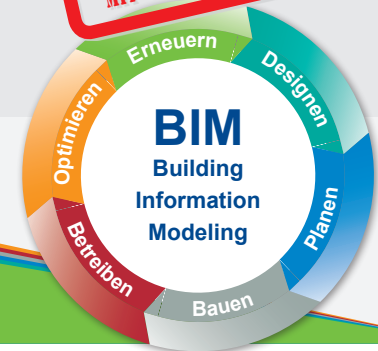 Erneuern
Designen
Planen
Bauen
Betreiben
Optimieren
BIM
Building
Information
Modeling